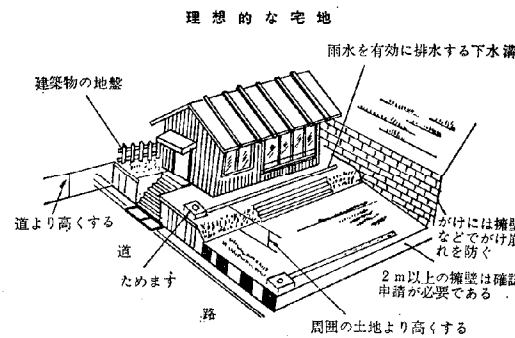 理想的な宅地
雨水を有効に排水する下水溝
建築物の地盤
道より高くする
道
ためます
路
がけには擁壁
などでがけ崩
れを防ぐ
2m以上の擁壁は確認
申請が必要である
周囲の土地より高くする